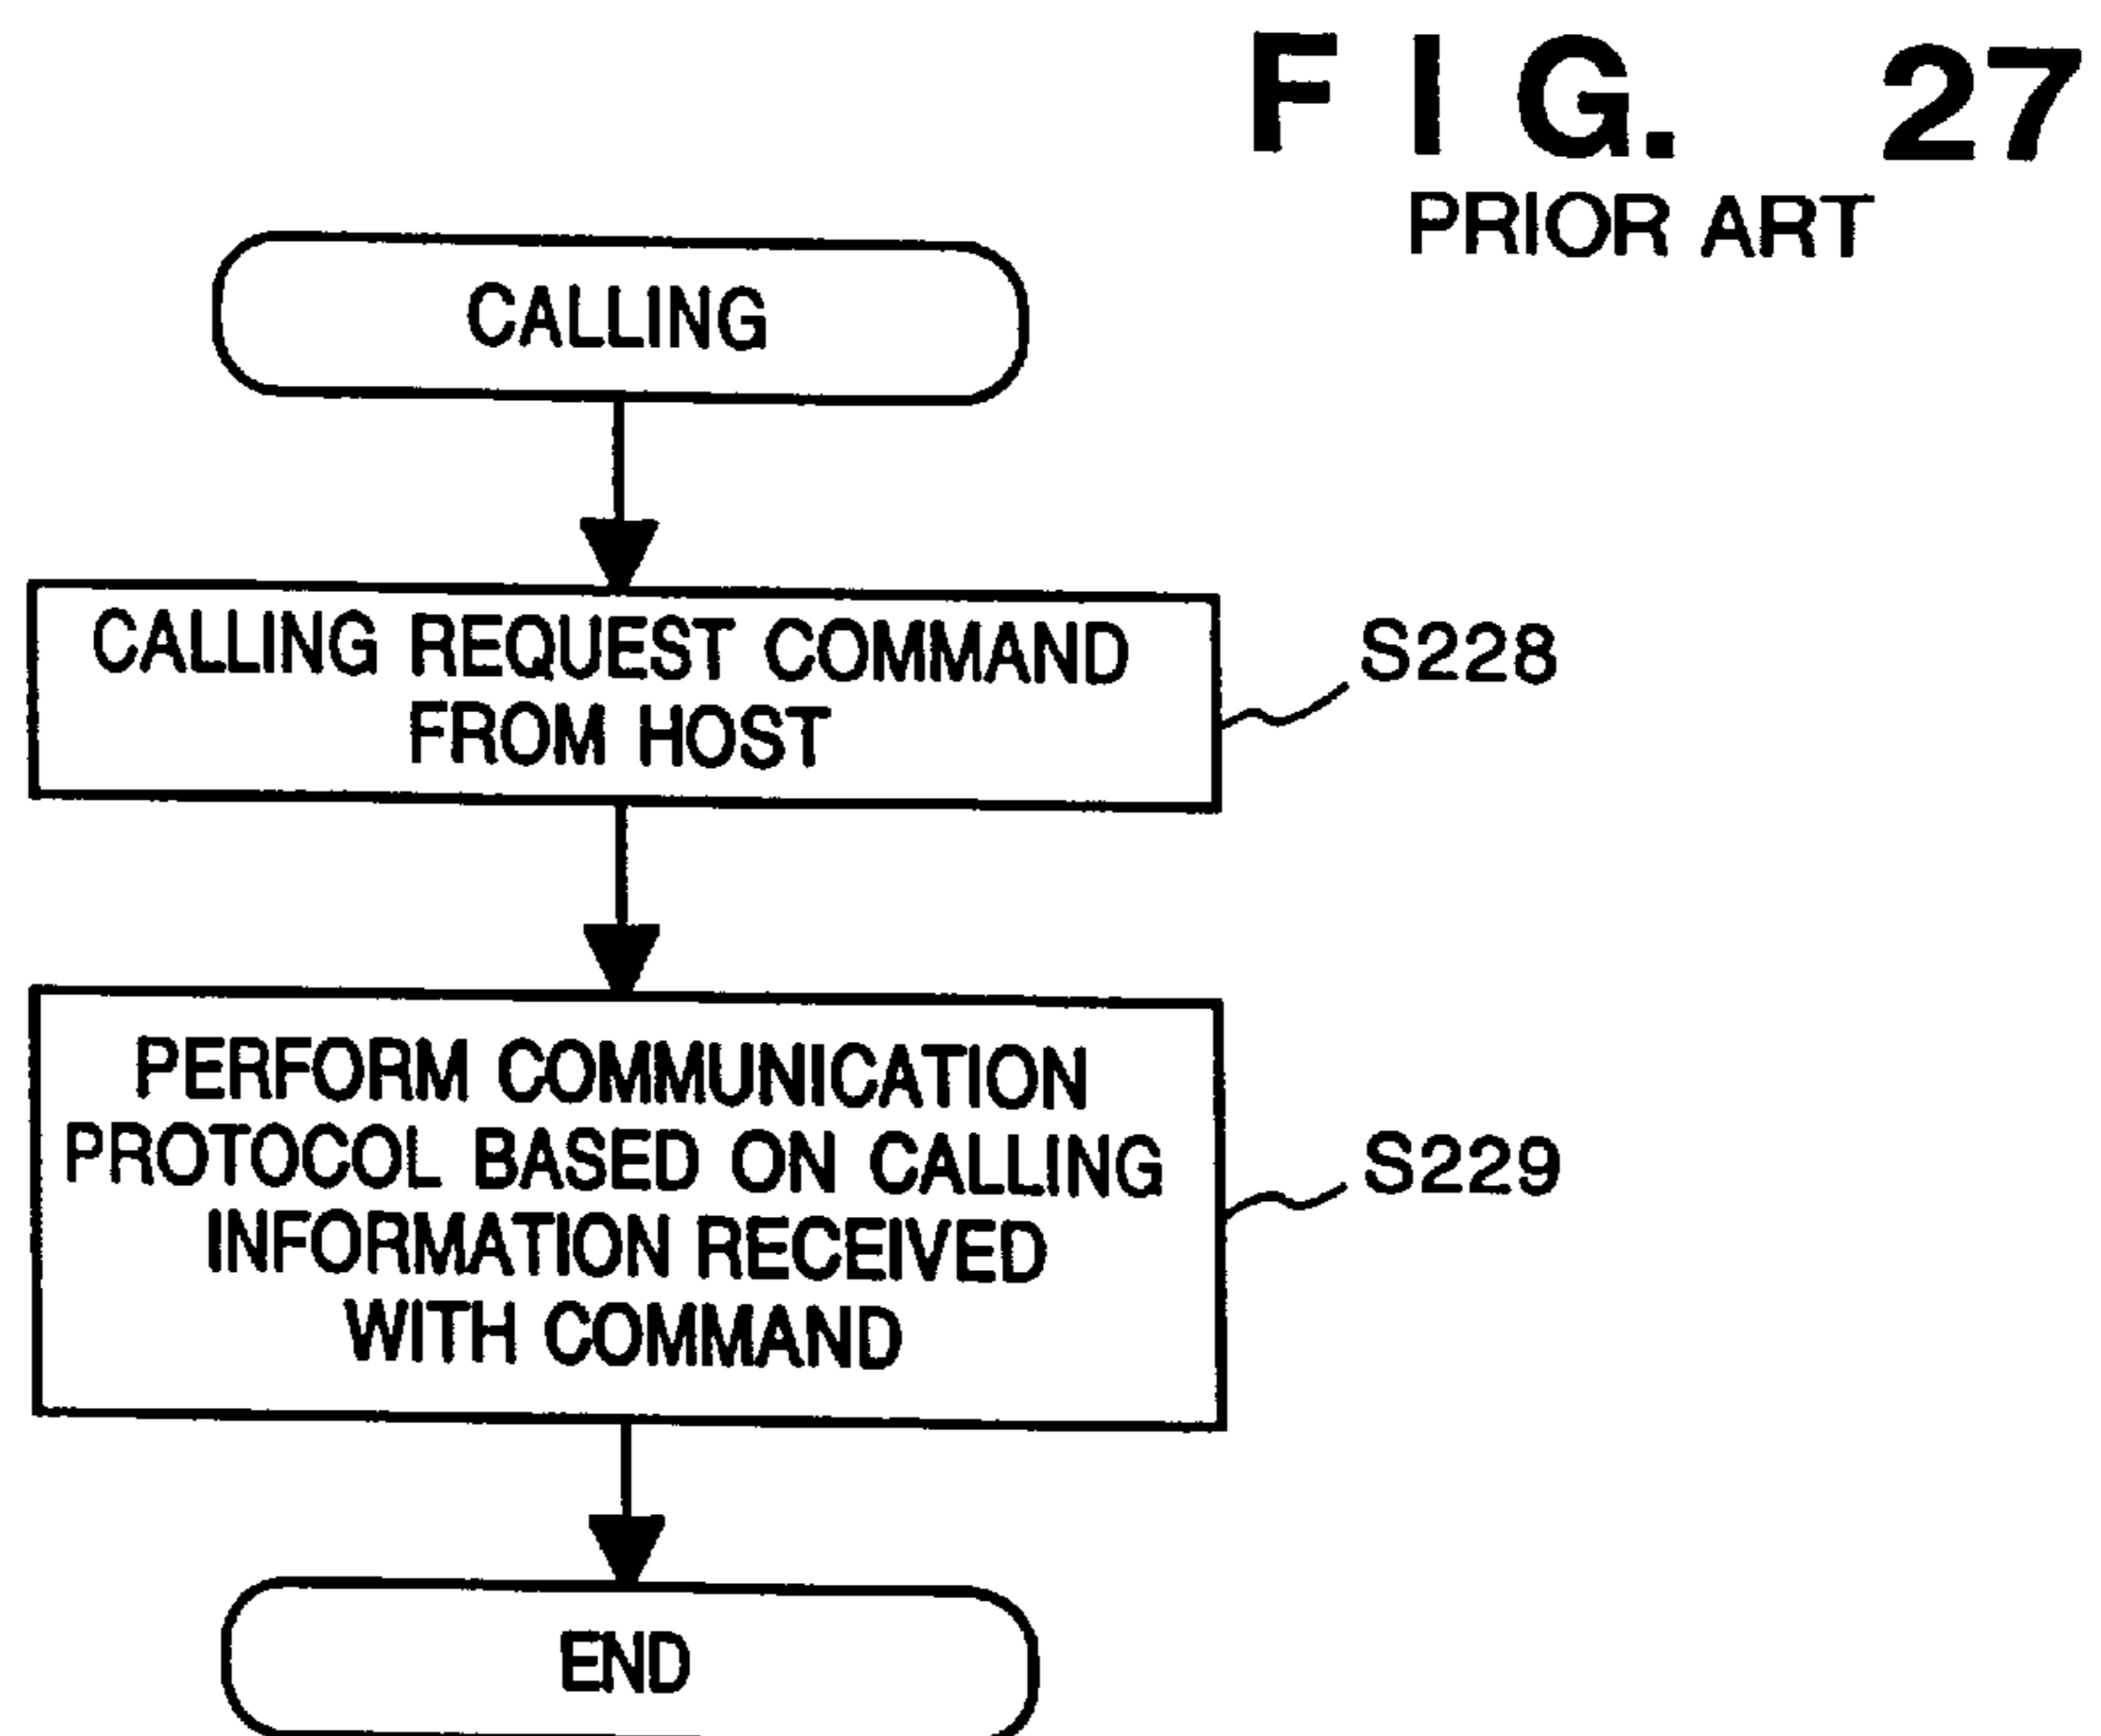 F I G. 27
PRIOR ART
CALLING
CALLING REQUEST COMMAND
FROM HOST
S228
PERFORM COMMUNICATION
PROTOCOL BASED ON CALLING
INFORMATION RECEIVED
WITH COMMAND
S229
END